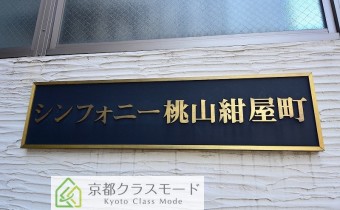 シンフォニー桃山紺屋町
京都クラスモード
Kyoto Class Mode